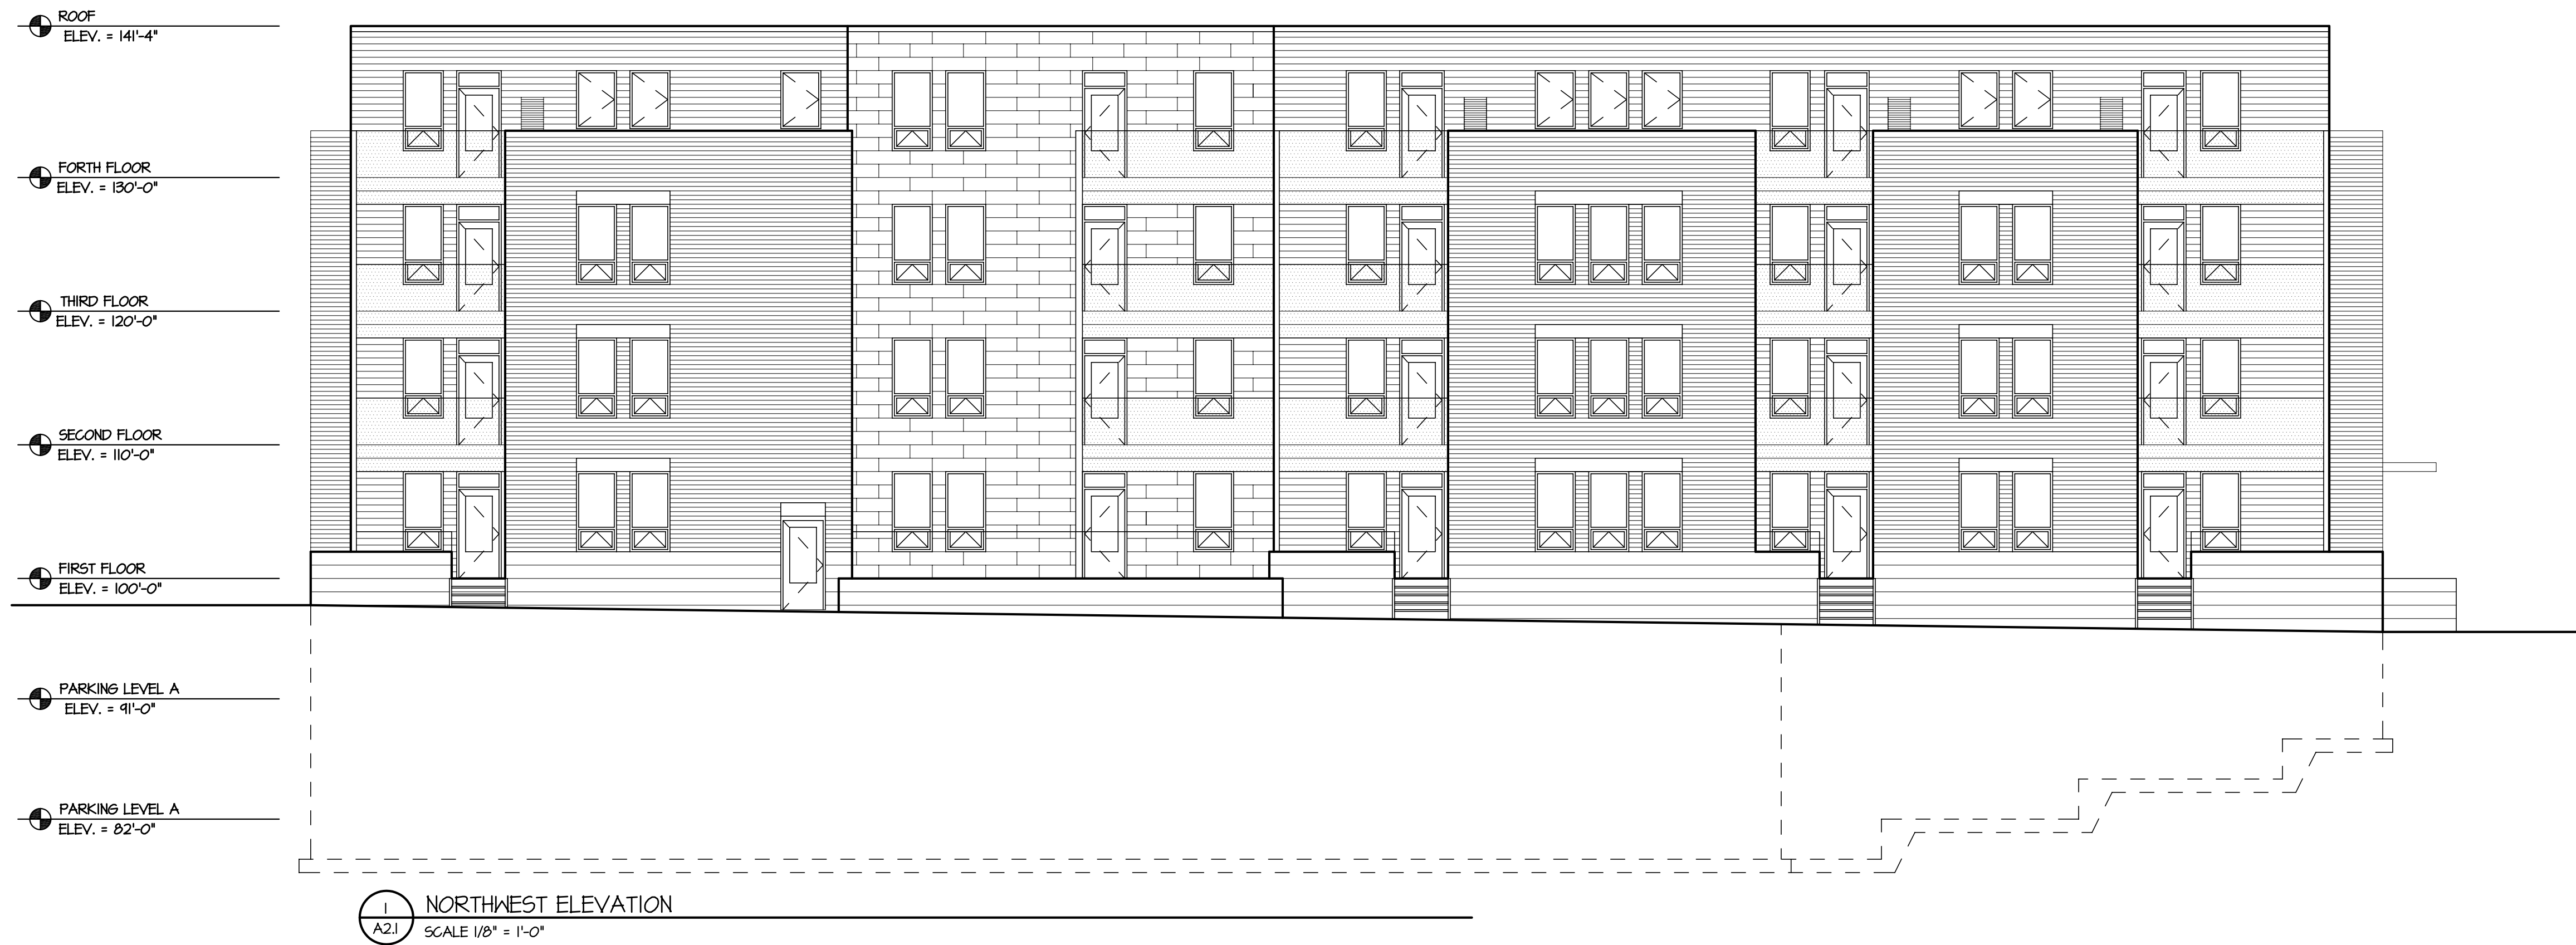 ROOF
ELEV. = 141'-4"
FORTH FLOOR
ELEV. = 130'-0"
THIRD FLOOR
ELEV. = 120'-0"
SECOND FLOOR
ELEV. = 110'-0"
FIRST FLOOR
ELEV. = 100'-0"
PARKING LEVEL A
ELEV. = 91'-0"
PARKING LEVEL A
ELEV. = 82'-0"
1
A2.1
NORTHWEST ELEVATION
SCALE 1/8" = 1'-0"